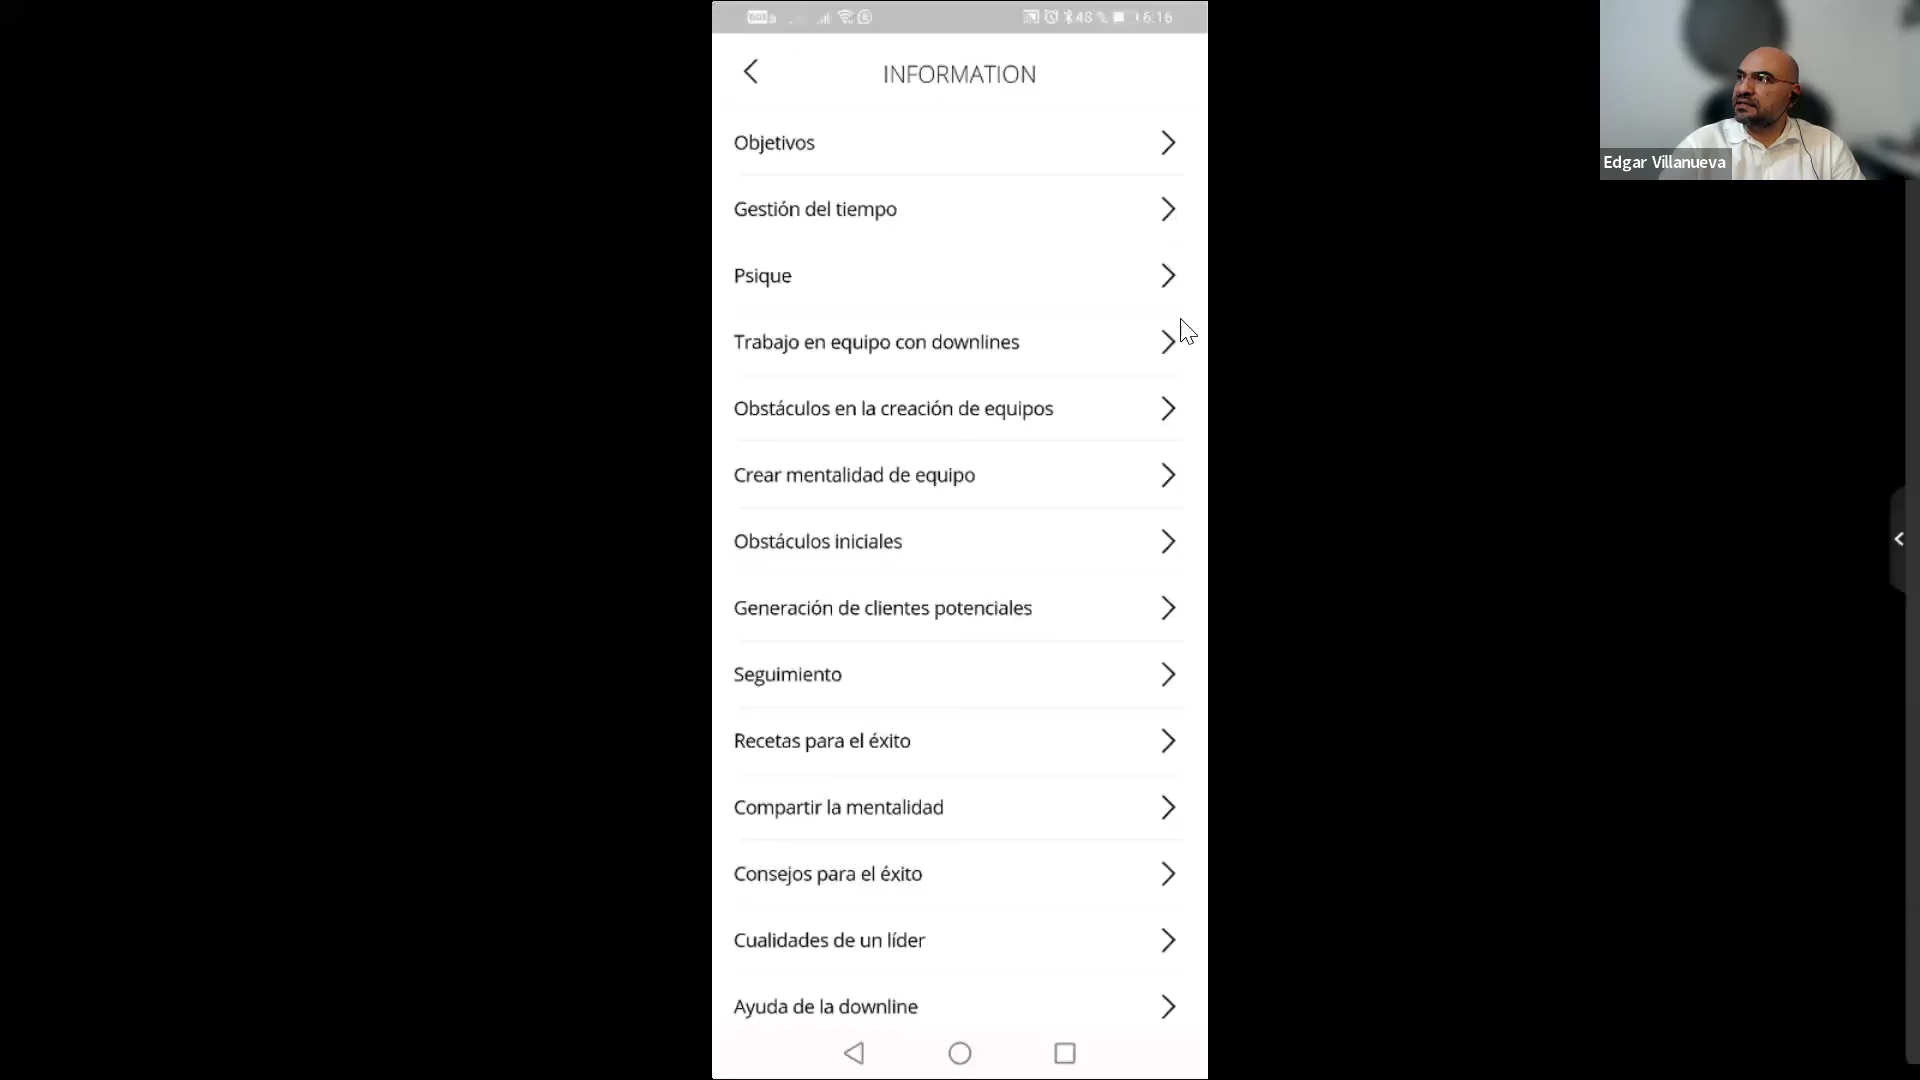 6:16
INFORMATION
Objetivos
Gestión del tiempo
Psique
Trabajo en equipo con downlines
Obstáculos en la creación de equipos
Crear mentalidad de equipo
Obstáculos iniciales
Generación de clientes potenciales
Seguimiento
Recetas para el éxito
Compartir la mentalidad
Consejos para el éxito
Cualidades de un líder
Ayuda de la downline
Edgar Villanueva